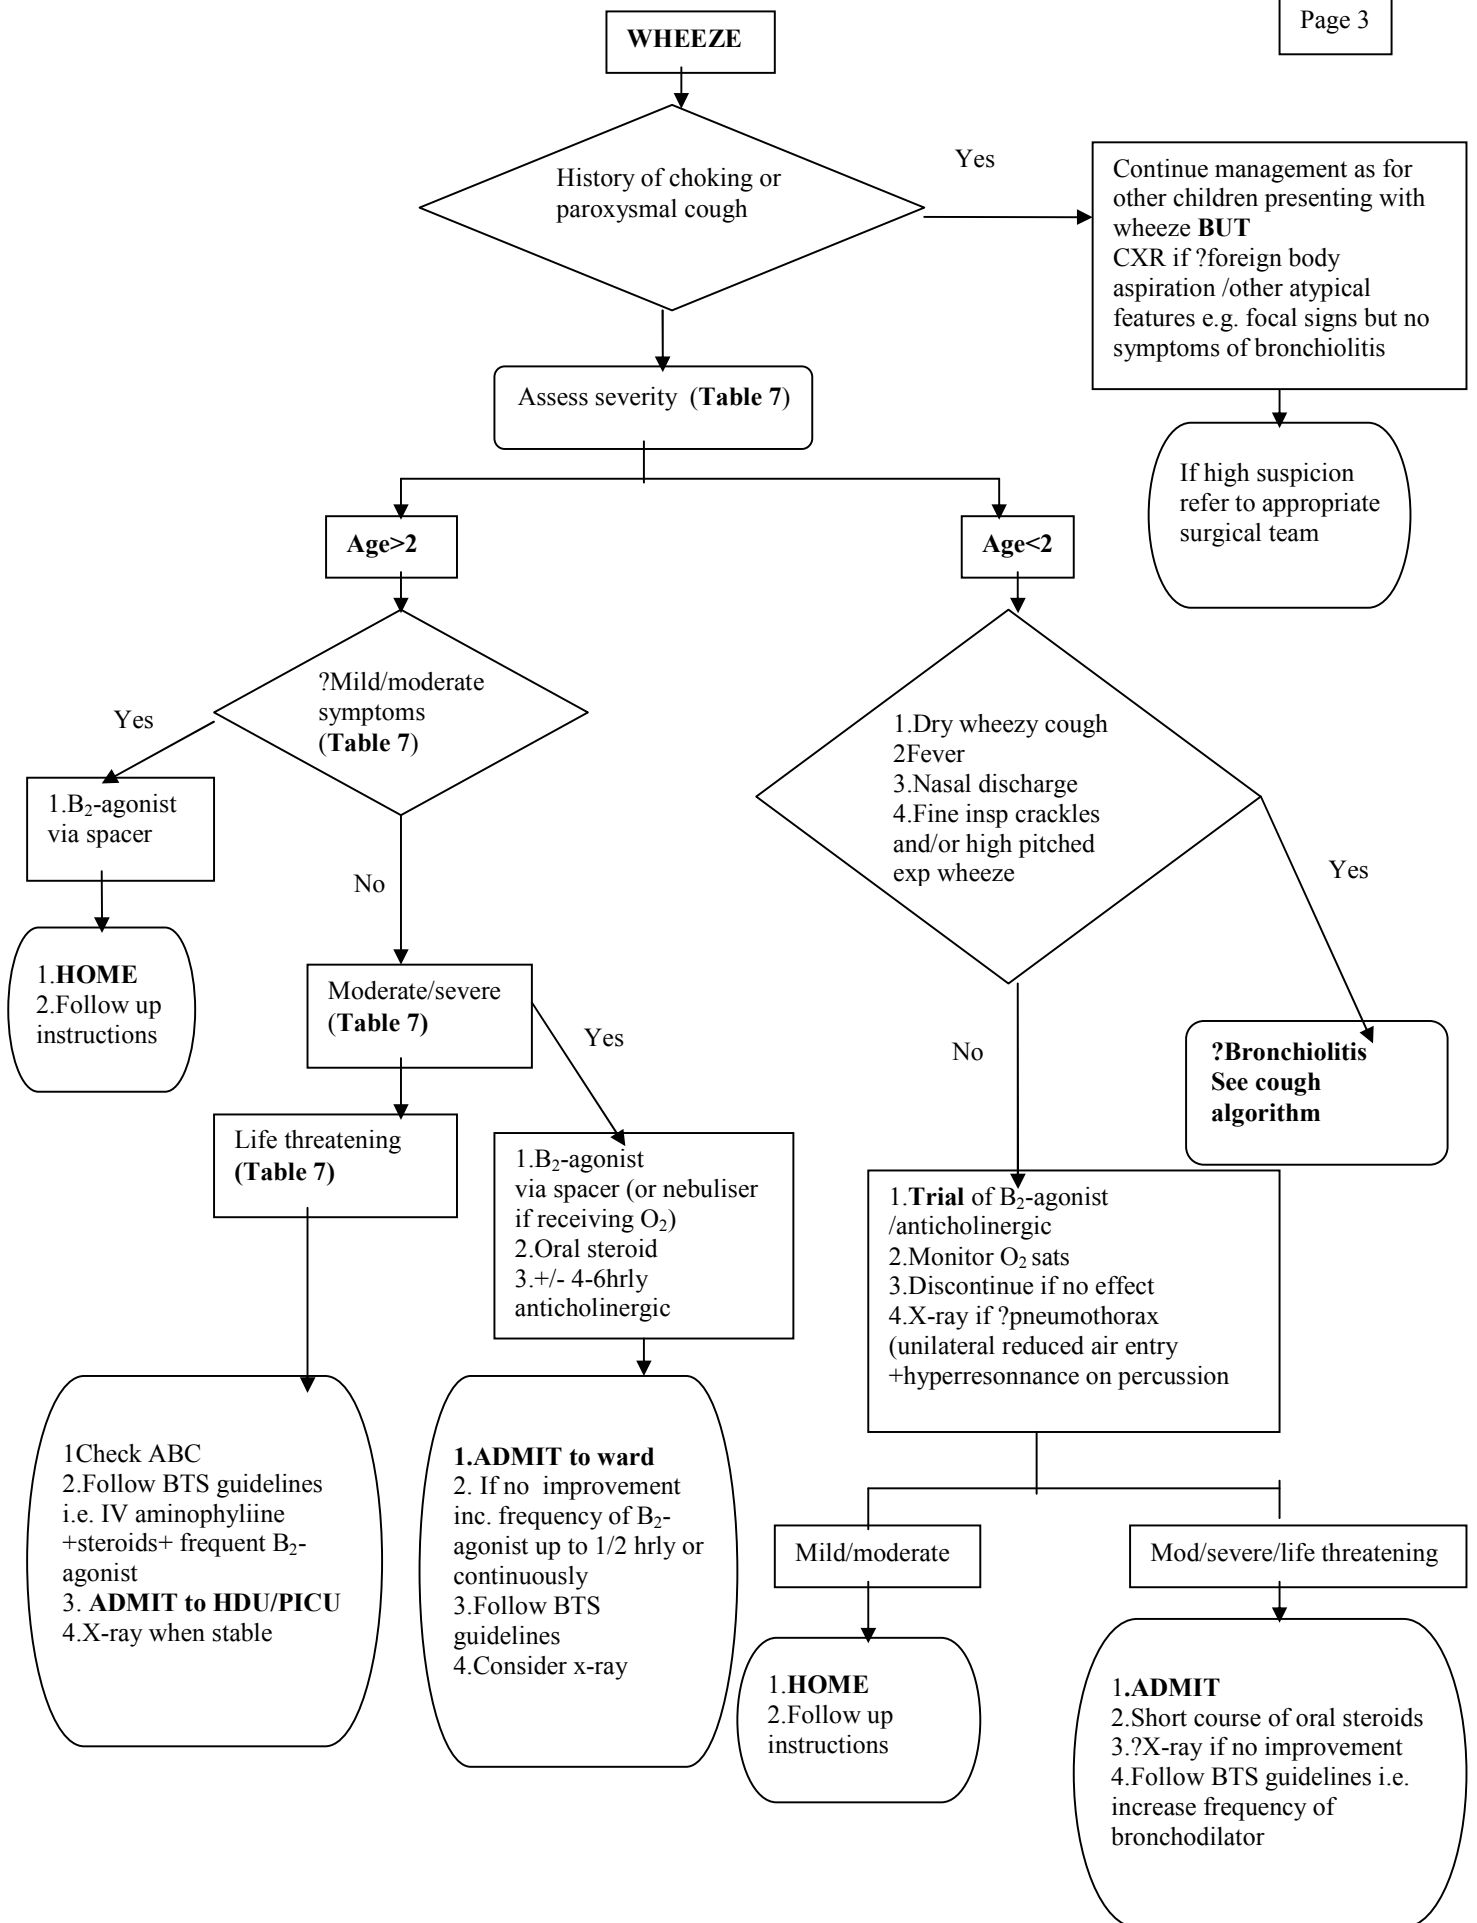 Page 3
WHEEZE
History of choking or
paroxysmal cough
Yes
Continue management as for
other children presenting with
wheeze BUT
CXR if ?foreign body
aspiration /other atypical
features e.g. focal signs but no
symptoms of bronchiolitis
Assess severity (Table 7)
If high suspicion
refer to appropriate
surgical team
Age>2
Age<2
?Mild/moderate
symptoms
(Table 7)
Yes
1.Dry wheezy cough
2Fever
3.Nasal discharge
4.Fine insp crackles
and/or high pitched
exp wheeze
1.B₂-agonist
via spacer
No
Yes
1.HOME
2.Follow up
instructions
Moderate/severe
(Table 7)
Yes
No
?Bronchiolitis
See cough
algorithm
Life threatening
(Table 7)
1.B₂-agonist
via spacer (or nebuliser
if receiving O₂)
2.Oral steroid
3.+/- 4-6hrly
anticholinergic
1.Trial of B₂-agonist
/anticholinergic
2.Monitor O₂ sats
3.Discontinue if no effect
4.X-ray if ?pneumothorax
(unilateral reduced air entry
+hyperresonnance on percussion
1Check ABC
2.Follow BTS guidelines
i.e. IV aminophyliine
+steroids+ frequent B₂-
agonist
3. ADMIT to HDU/PICU
4.X-ray when stable
1.ADMIT to ward
2. If no improvement
inc. frequency of B₂-
agonist up to 1/2 hrly or
continuously
3.Follow BTS
guidelines
4.Consider x-ray
Mild/moderate
Mod/severe/life threatening
1.HOME
2.Follow up
instructions
1.ADMIT
2.Short course of oral steroids
3.?X-ray if no improvement
4.Follow BTS guidelines i.e.
increase frequency of
bronchodilator